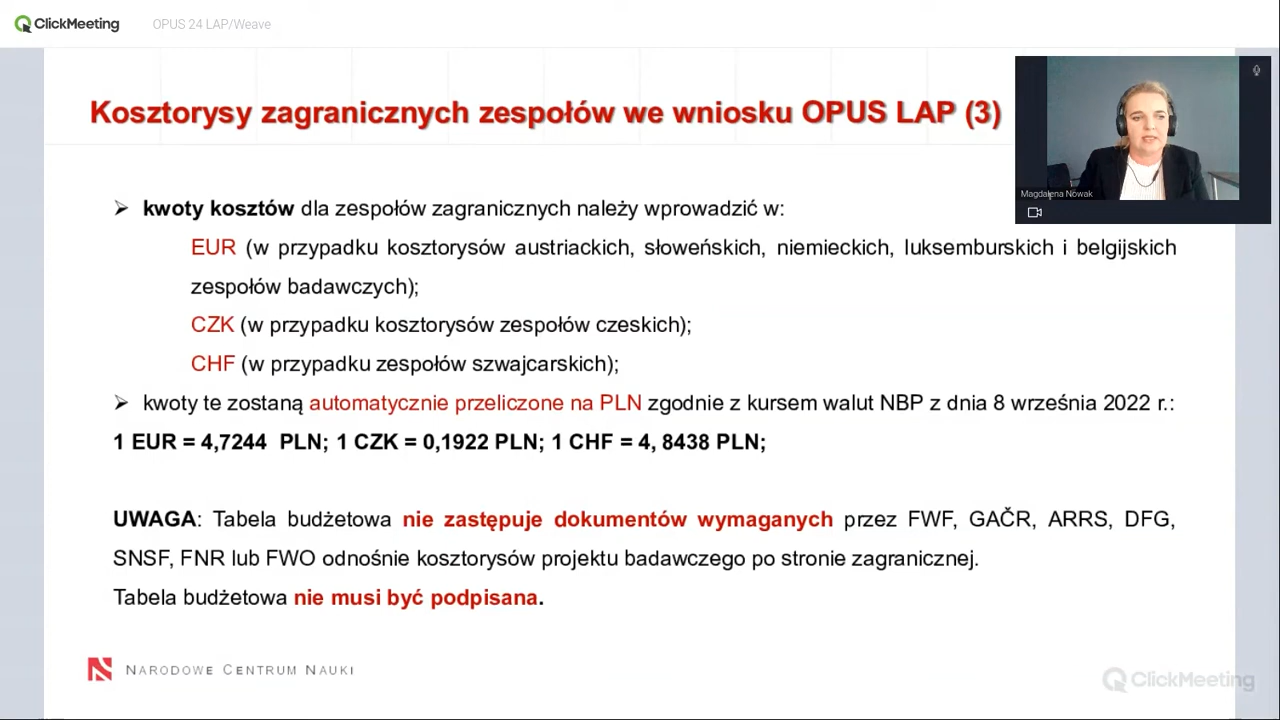 ClickMeeting OPUS 24 LAP/Weave
Kosztorysy zagranicznych zespołów we wniosku OPUS LAP (3)
Magdalena Nowak
➢ kwoty kosztów dla zespołów zagranicznych należy wprowadzić w:
EUR (w przypadku kosztorysów austriackich, słoweńskich, niemieckich, luksemburskich i belgijskich
zespołów badawczych);
CZK (w przypadku kosztorysów zespołów czeskich);
CHF (w przypadku zespołów szwajcarskich);
➢ kwoty te zostaną automatycznie przeliczone na PLN zgodnie z kursem walut NBP z dnia 8 września 2022 r.:
1 EUR = 4,7244 PLN; 1 CZK = 0,1922 PLN; 1 CHF = 4, 8438 PLN;
UWAGA: Tabela budżetowa nie zastępuje dokumentów wymaganych przez FWF, GAČR, ARRS, DFG,
SNSF, FNR lub FWO odnośnie kosztorysów projektu badawczego po stronie zagranicznej.
Tabela budżetowa nie musi być podpisana.
NARODOWE CENTRUM NAUKI
ClickMeeting